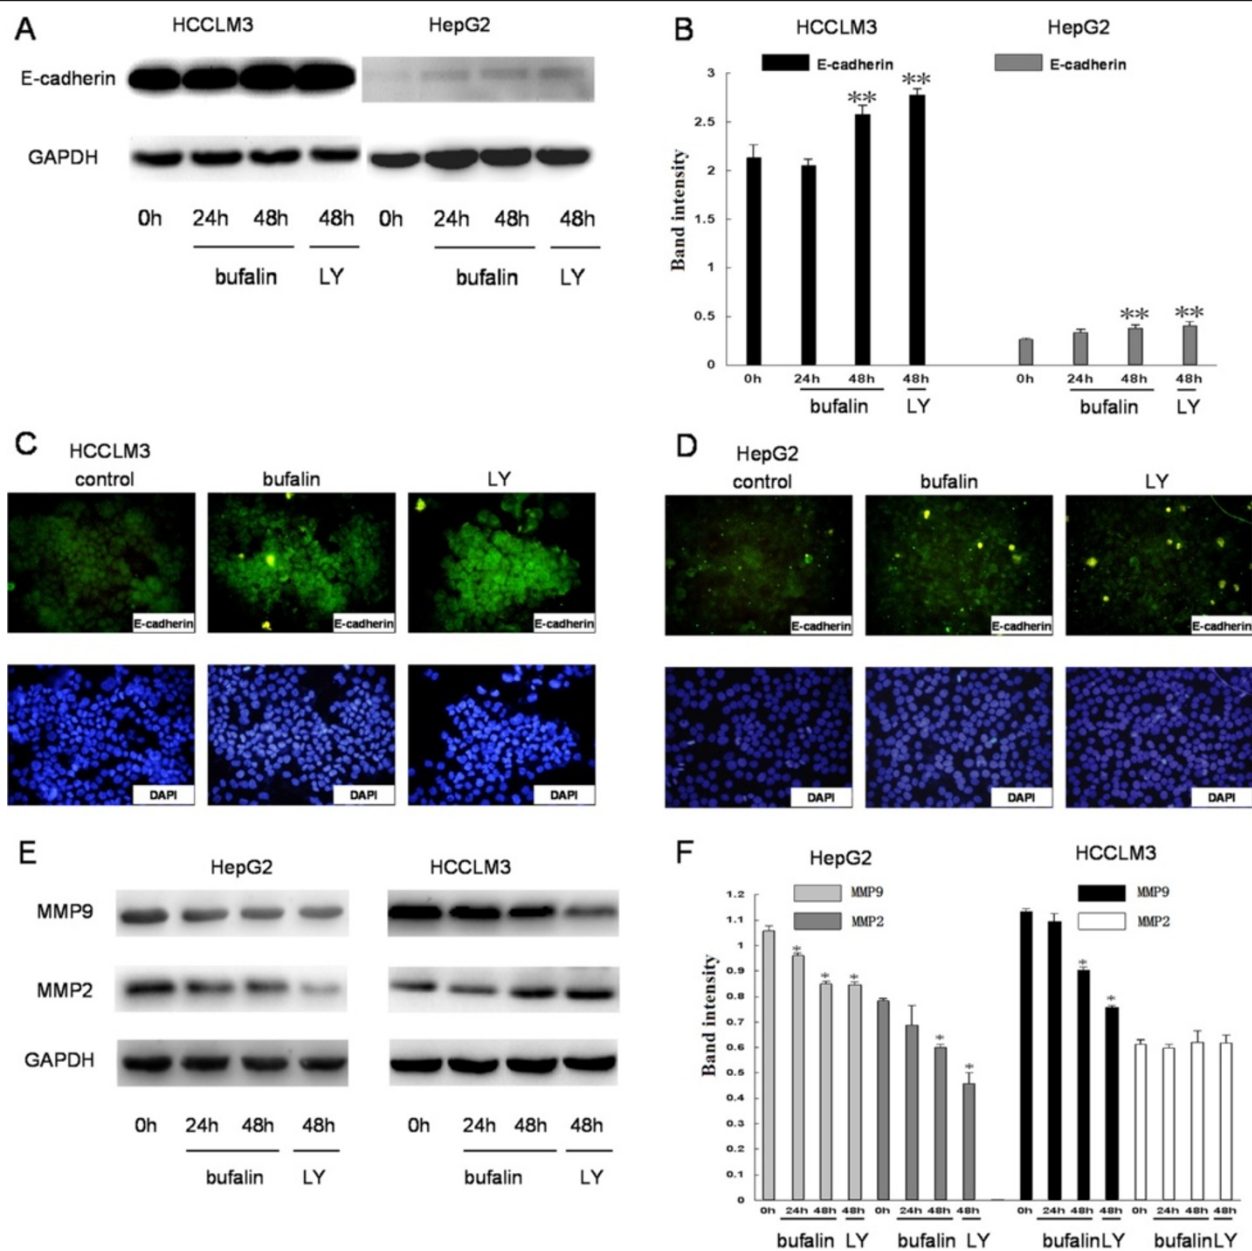 A
HCCLM3
HepG2
E-cadherin
GAPDH
0h
24h
48h
48h
0h
24h
48h
48h
bufalin
LY
bufalin
LY
B
HCCLM3
HepG2
E-cadherin
E-cadherin
Band intensity
3
2.5
2
1.5
1
0.5
0
**
**
**
**
0h
24h
48h
48h
0h
24h
48h
48h
bufalin
LY
bufalin
LY
C
HCCLM3
control
bufalin
LY
E-cadherin
E-cadherin
E-cadherin
DAPI
DAPI
DAPI
D
HepG2
control
bufalin
LY
E-cadherin
E-cadherin
E-cadherin
DAPI
DAPI
DAPI
E
HepG2
HCCLM3
MMP9
MMP2
GAPDH
0h
24h
48h
48h
0h
24h
48h
48h
bufalin
LY
bufalin
LY
F
HepG2
HCCLM3
MMP9
MMP2
MMP9
MMP2
Band intensity
1.2
1.1
1
0.9
0.8
0.7
0.6
0.5
0.4
0.3
0.2
0.1
0
*
*
*
*
*
*
*
0h
24h
48h
48h
0h
24h
48h
48h
0h
24h
48h
48h
0h
24h
48h
48h
bufalin
LY
bufalin
LY
bufalin
LY
bufalin
LY